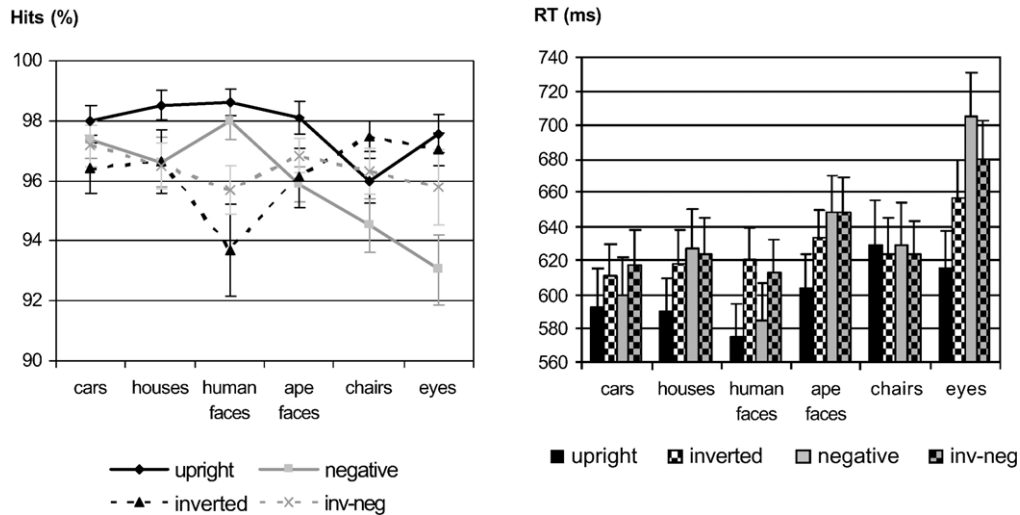 Hits (%)
100
98
96
94
92
90
cars houses human faces ape faces chairs eyes
upright negative
inverted inv-neg
RT (ms)
740
720
700
680
660
640
620
600
580
560
cars houses human faces ape faces chairs eyes
upright inverted negative inv-neg